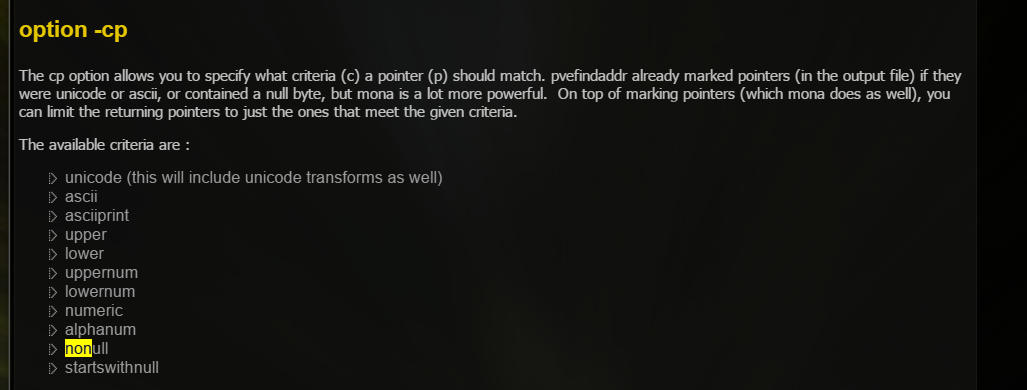 option -cp
The cp option allows you to specify what criteria (c) a pointer (p) should match. pvefindaddr already marked pointers (in the output file) if they
were unicode or ascii, or contained a null byte, but mona is a lot more powerful.  On top of marking pointers (which mona does as well), you
can limit the returning pointers to just the ones that meet the given criteria.
The available criteria are :
unicode (this will include unicode transforms as well)
ascii
asciiprint
upper
lower
uppernum
lowernum
numeric
alphanum
nonull
startswithnull